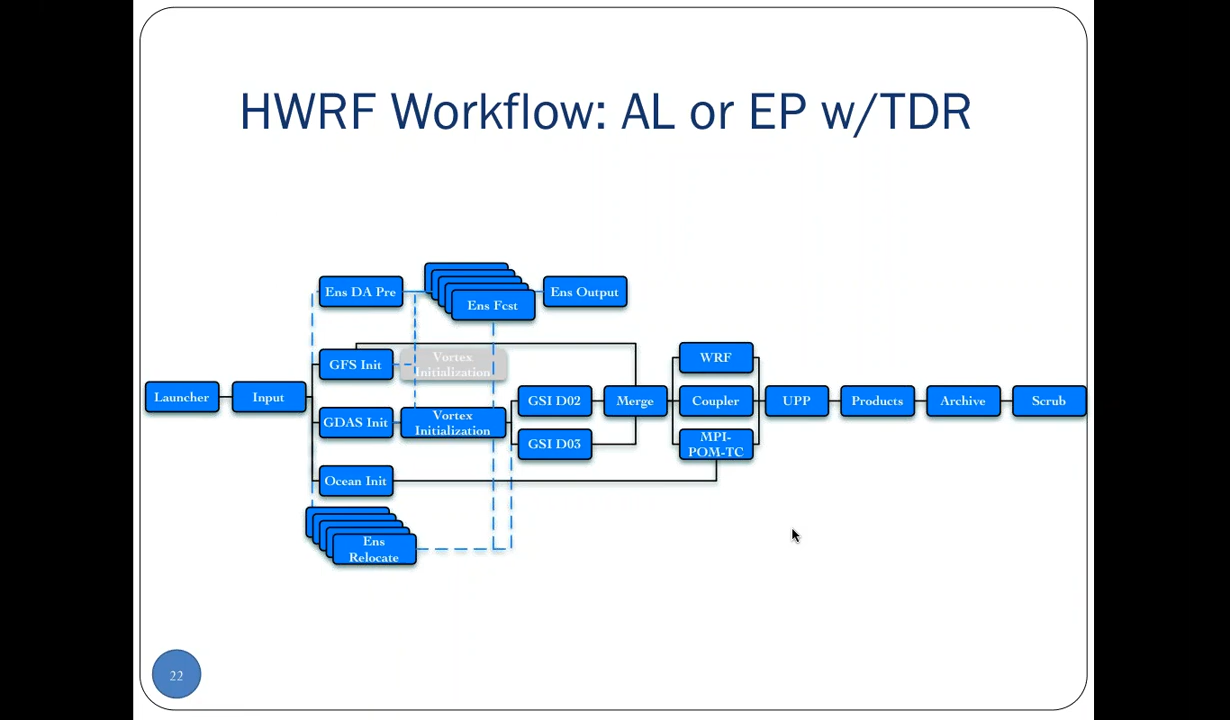 HWRF Workflow: AL or EP w/TDR
Ens DA Pre
Ens Fcst
Ens Output
GFS Init
Vortex
Initialization
WRF
Launcher
Input
GDAS Init
Vortex
Initialization
GSI D02
GSI D03
Merge
Coupler
MPI-
POM-TC
UPP
Products
Archive
Scrub
Ocean Init
Ens
Relocate
22